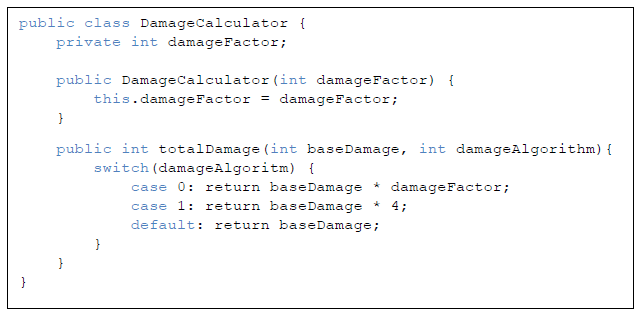 public class DamageCalculator {
    private int damageFactor;

    public DamageCalculator(int damageFactor) {
        this.damageFactor = damageFactor;
    }

    public int totalDamage(int baseDamage, int damageAlgorithm){
        switch(damageAlgoritm) {
            case 0: return baseDamage * damageFactor;
            case 1: return baseDamage * 4;
            default: return baseDamage;
        }
    }
}